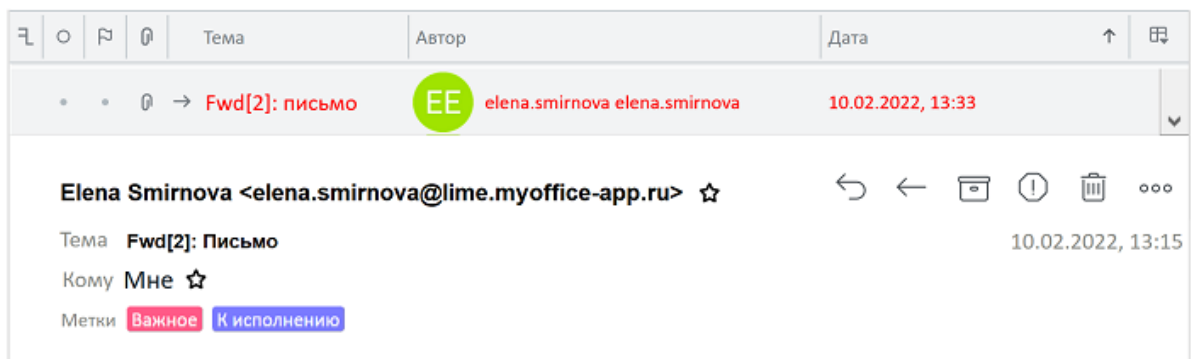 Тема Автор Дата
Fwd[2]: письмо EE elena.smirnova elena.smirnova 10.02.2022, 13:33
Elena Smirnova <elena.smirnova@lime.myoffice-app.ru>
Тема Fwd[2]: Письмо 10.02.2022, 13:15
Кому Мне
Метки Важное К исполнению